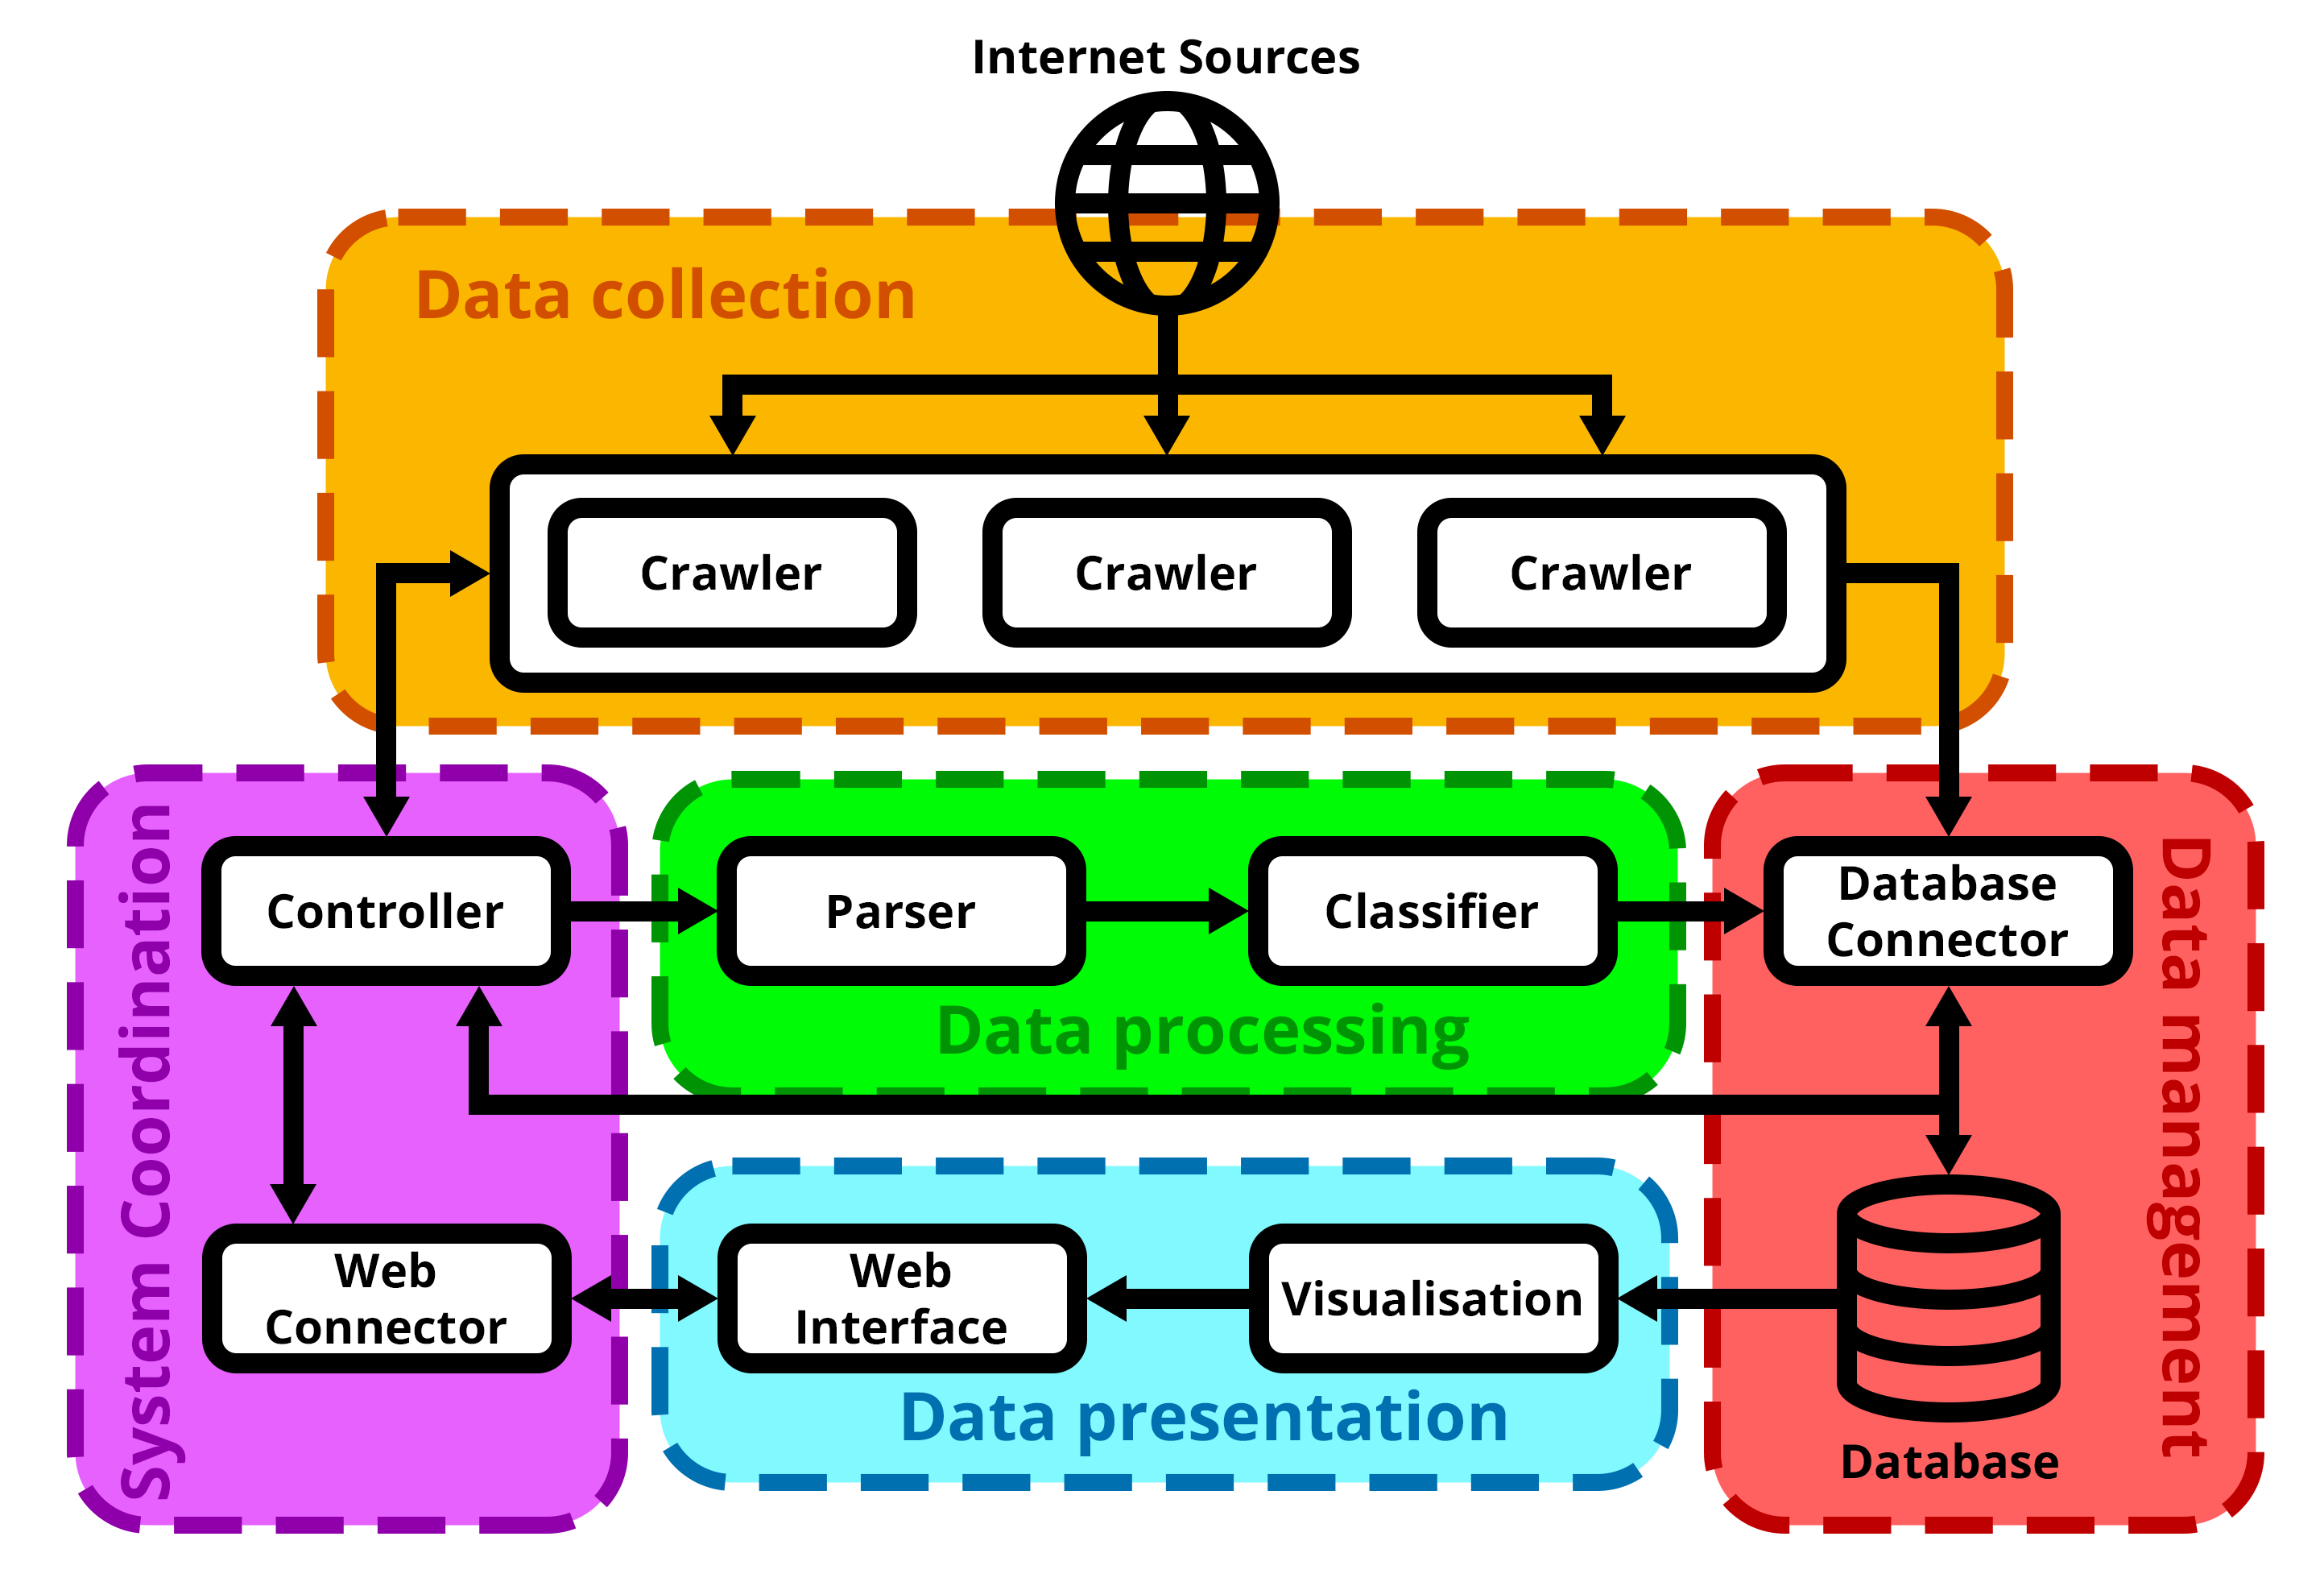 Internet Sources
Data collection
Crawler
Crawler
Crawler
System Coordination
Controller
Parser
Classifier
Database
Connector
Data processing
Data management
Web
Connector
Web
Interface
Visualisation
Data presentation
Database